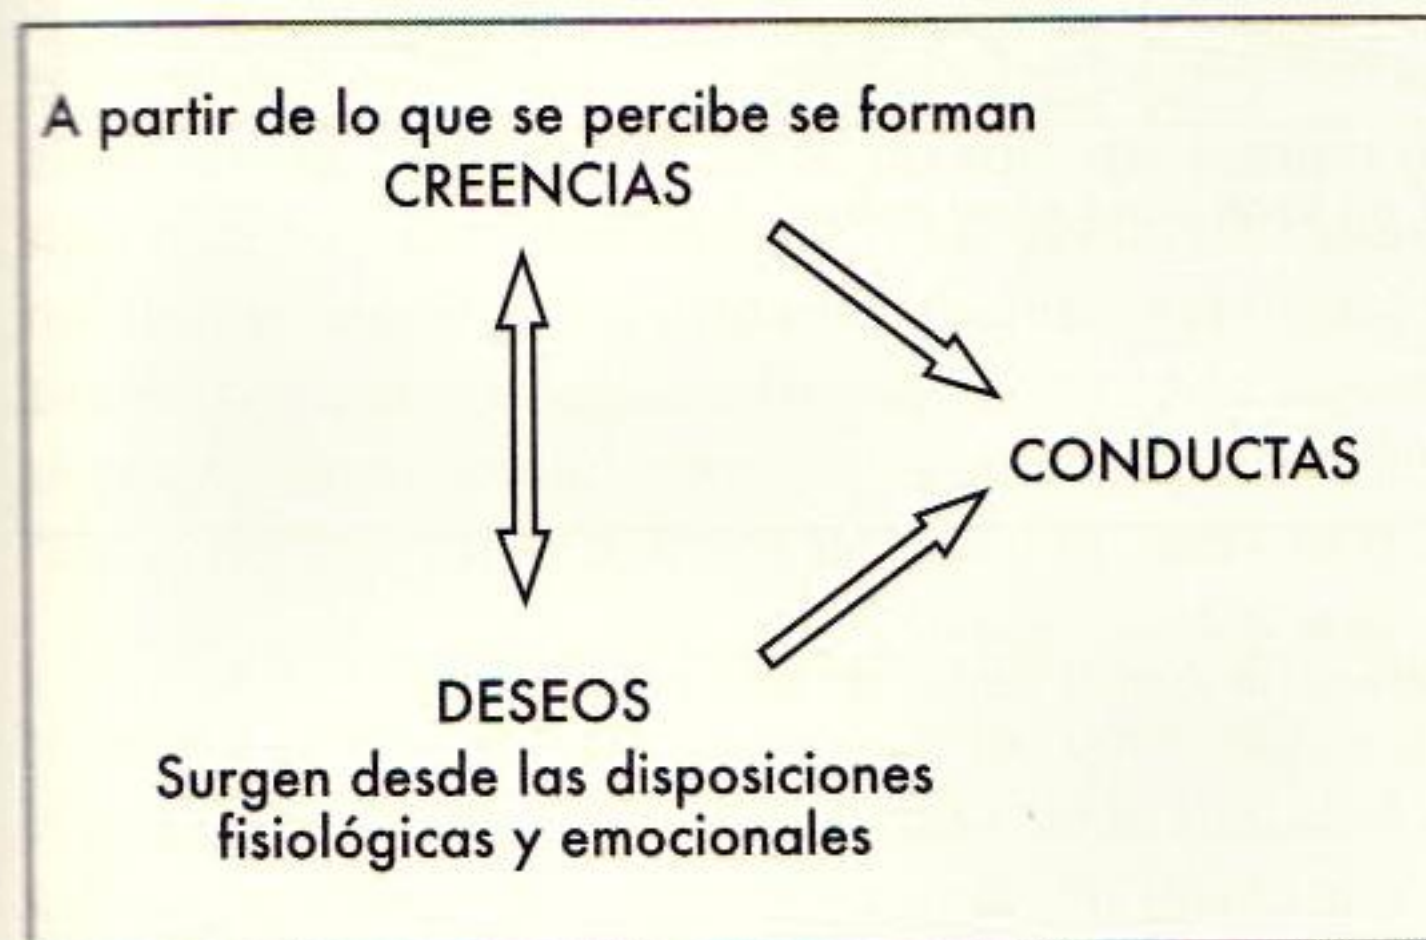 A partir de lo que se percibe se forman
CREENCIAS
CONDUCTAS
DESEOS
Surgen desde las disposiciones
fisiológicas y emocionales